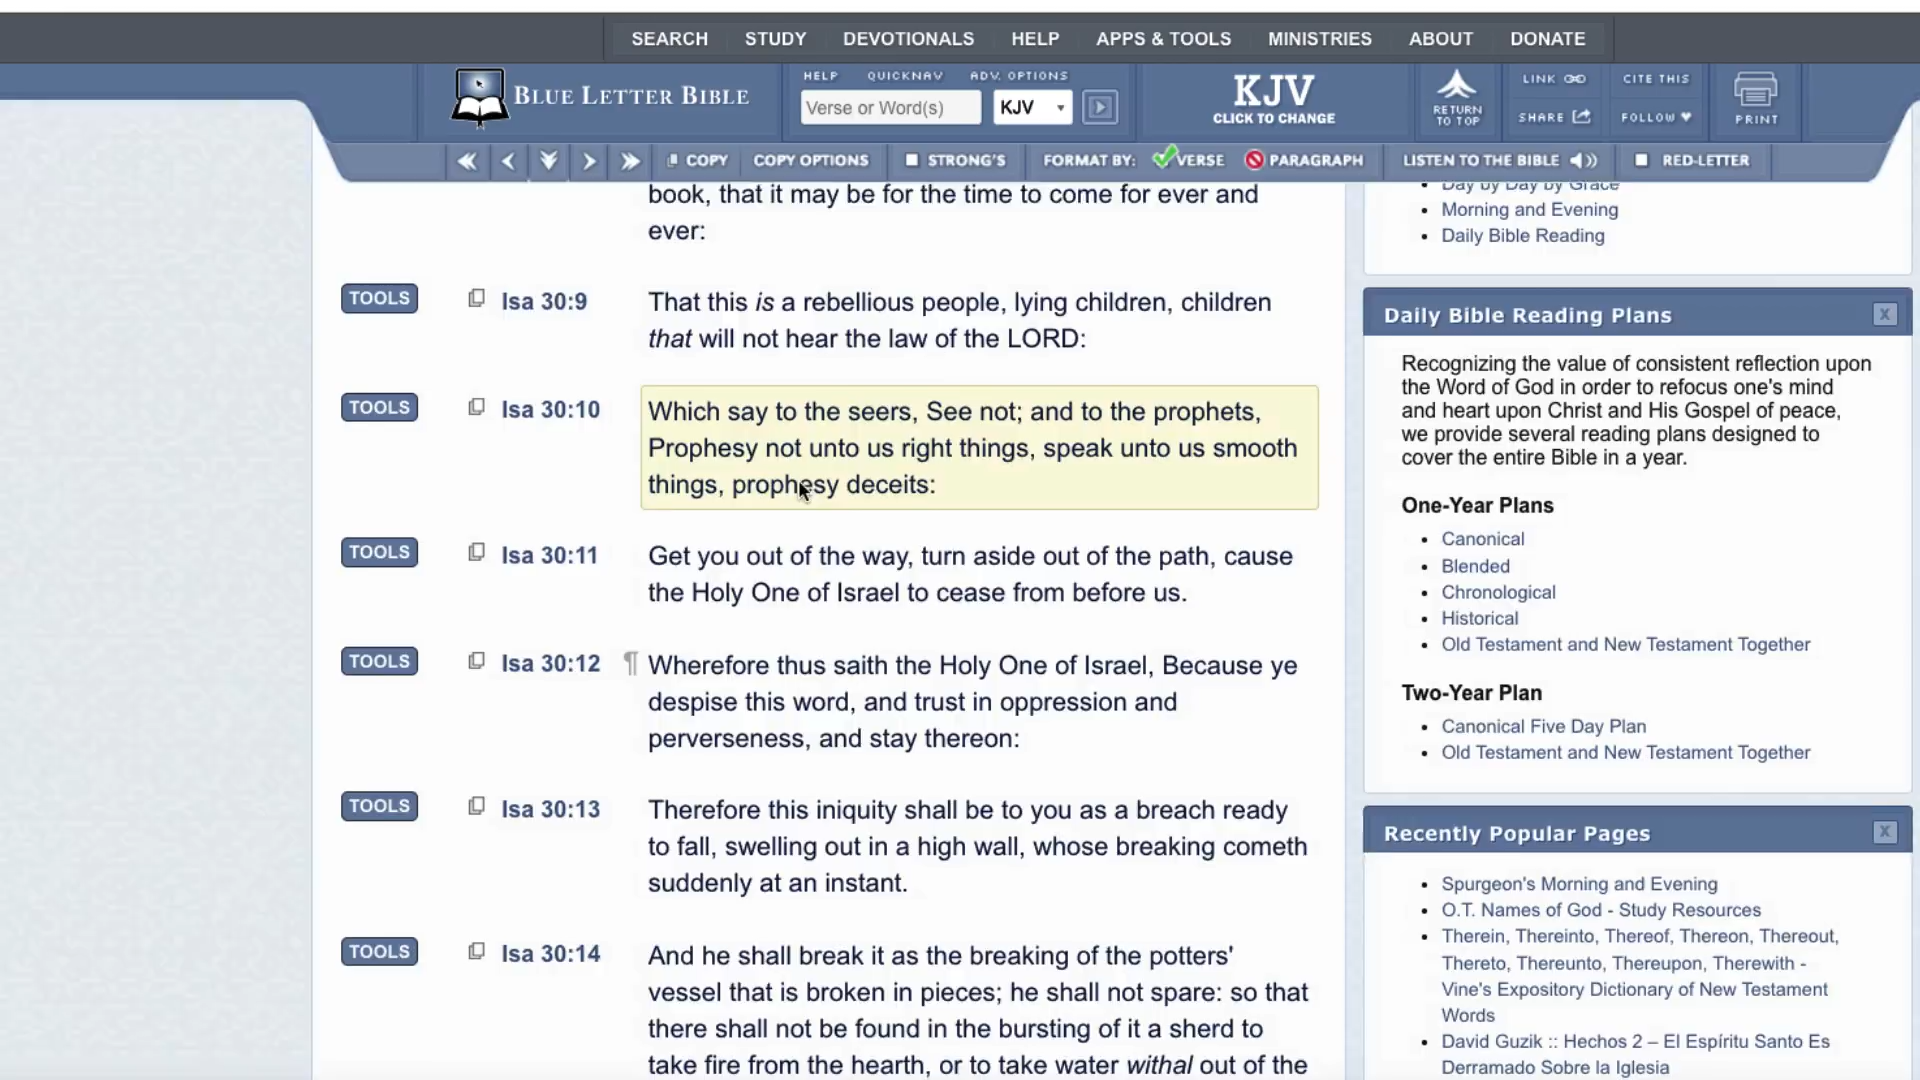 SEARCH STUDY DEVOTIONALS HELP APPS & TOOLS MINISTRIES ABOUT DONATE
BLUE LETTER BIBLE
HELP QUICKNAV ADV. OPTIONS
Verse or Word(s) KJV
KJV
CLICK TO CHANGE
RETURN
TO TOP
LINK
SHARE
CITE THIS
FOLLOW
PRINT
COPY COPY OPTIONS STRONG'S FORMAT BY: VERSE PARAGRAPH LISTEN TO THE BIBLE RED-LETTER
book, that it may be for the time to come for ever and
ever:
TOOLS Isa 30:9 That this is a rebellious people, lying children, children
that will not hear the law of the LORD:
TOOLS Isa 30:10 Which say to the seers, See not; and to the prophets,
Prophesy not unto us right things, speak unto us smooth
things, prophesy deceits:
TOOLS Isa 30:11 Get you out of the way, turn aside out of the path, cause
the Holy One of Israel to cease from before us.
TOOLS Isa 30:12 ¶ Wherefore thus saith the Holy One of Israel, Because ye
despise this word, and trust in oppression and
perverseness, and stay thereon:
TOOLS Isa 30:13 Therefore this iniquity shall be to you as a breach ready
to fall, swelling out in a high wall, whose breaking cometh
suddenly at an instant.
TOOLS Isa 30:14 And he shall break it as the breaking of the potters'
vessel that is broken in pieces; he shall not spare: so that
there shall not be found in the bursting of it a sherd to
take fire from the hearth, or to take water withal out of the
Day by Day by Grace
Morning and Evening
Daily Bible Reading
Daily Bible Reading Plans X
Recognizing the value of consistent reflection upon
the Word of God in order to refocus one's mind
and heart upon Christ and His Gospel of peace,
we provide several reading plans designed to
cover the entire Bible in a year.
One-Year Plans
Canonical
Blended
Chronological
Historical
Old Testament and New Testament Together
Two-Year Plan
Canonical Five Day Plan
Old Testament and New Testament Together
Recently Popular Pages X
Spurgeon's Morning and Evening
O.T. Names of God - Study Resources
Therein, Thereinto, Thereof, Thereon, Thereout,
Thereto, Thereunto, Thereupon, Therewith -
Vine's Expository Dictionary of New Testament
Words
David Guzik :: Hechos 2 – El Espíritu Santo Es
Derramado Sobre la Iglesia